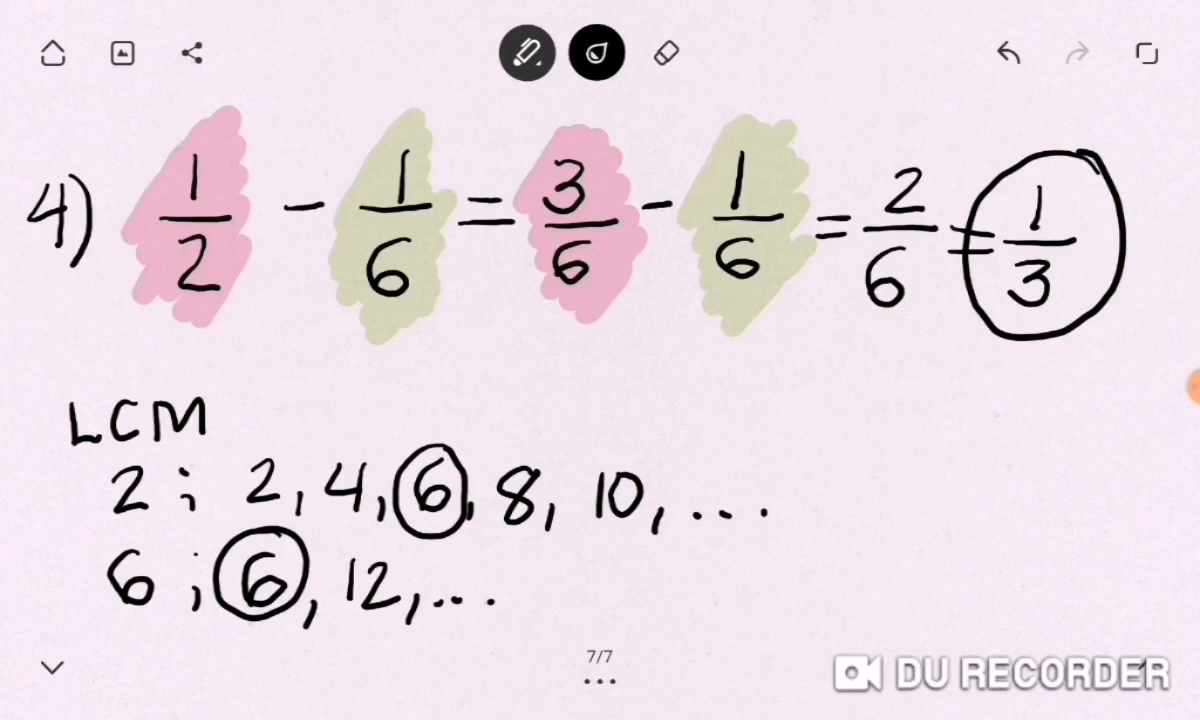 4) 1/2 - 1/6 = 3/6 - 1/6 = 2/6 = 1/3
LCM
2 ; 2, 4, 6, 8, 10, ...
6 ; 6, 12, ...
7/7
DU RECORDER